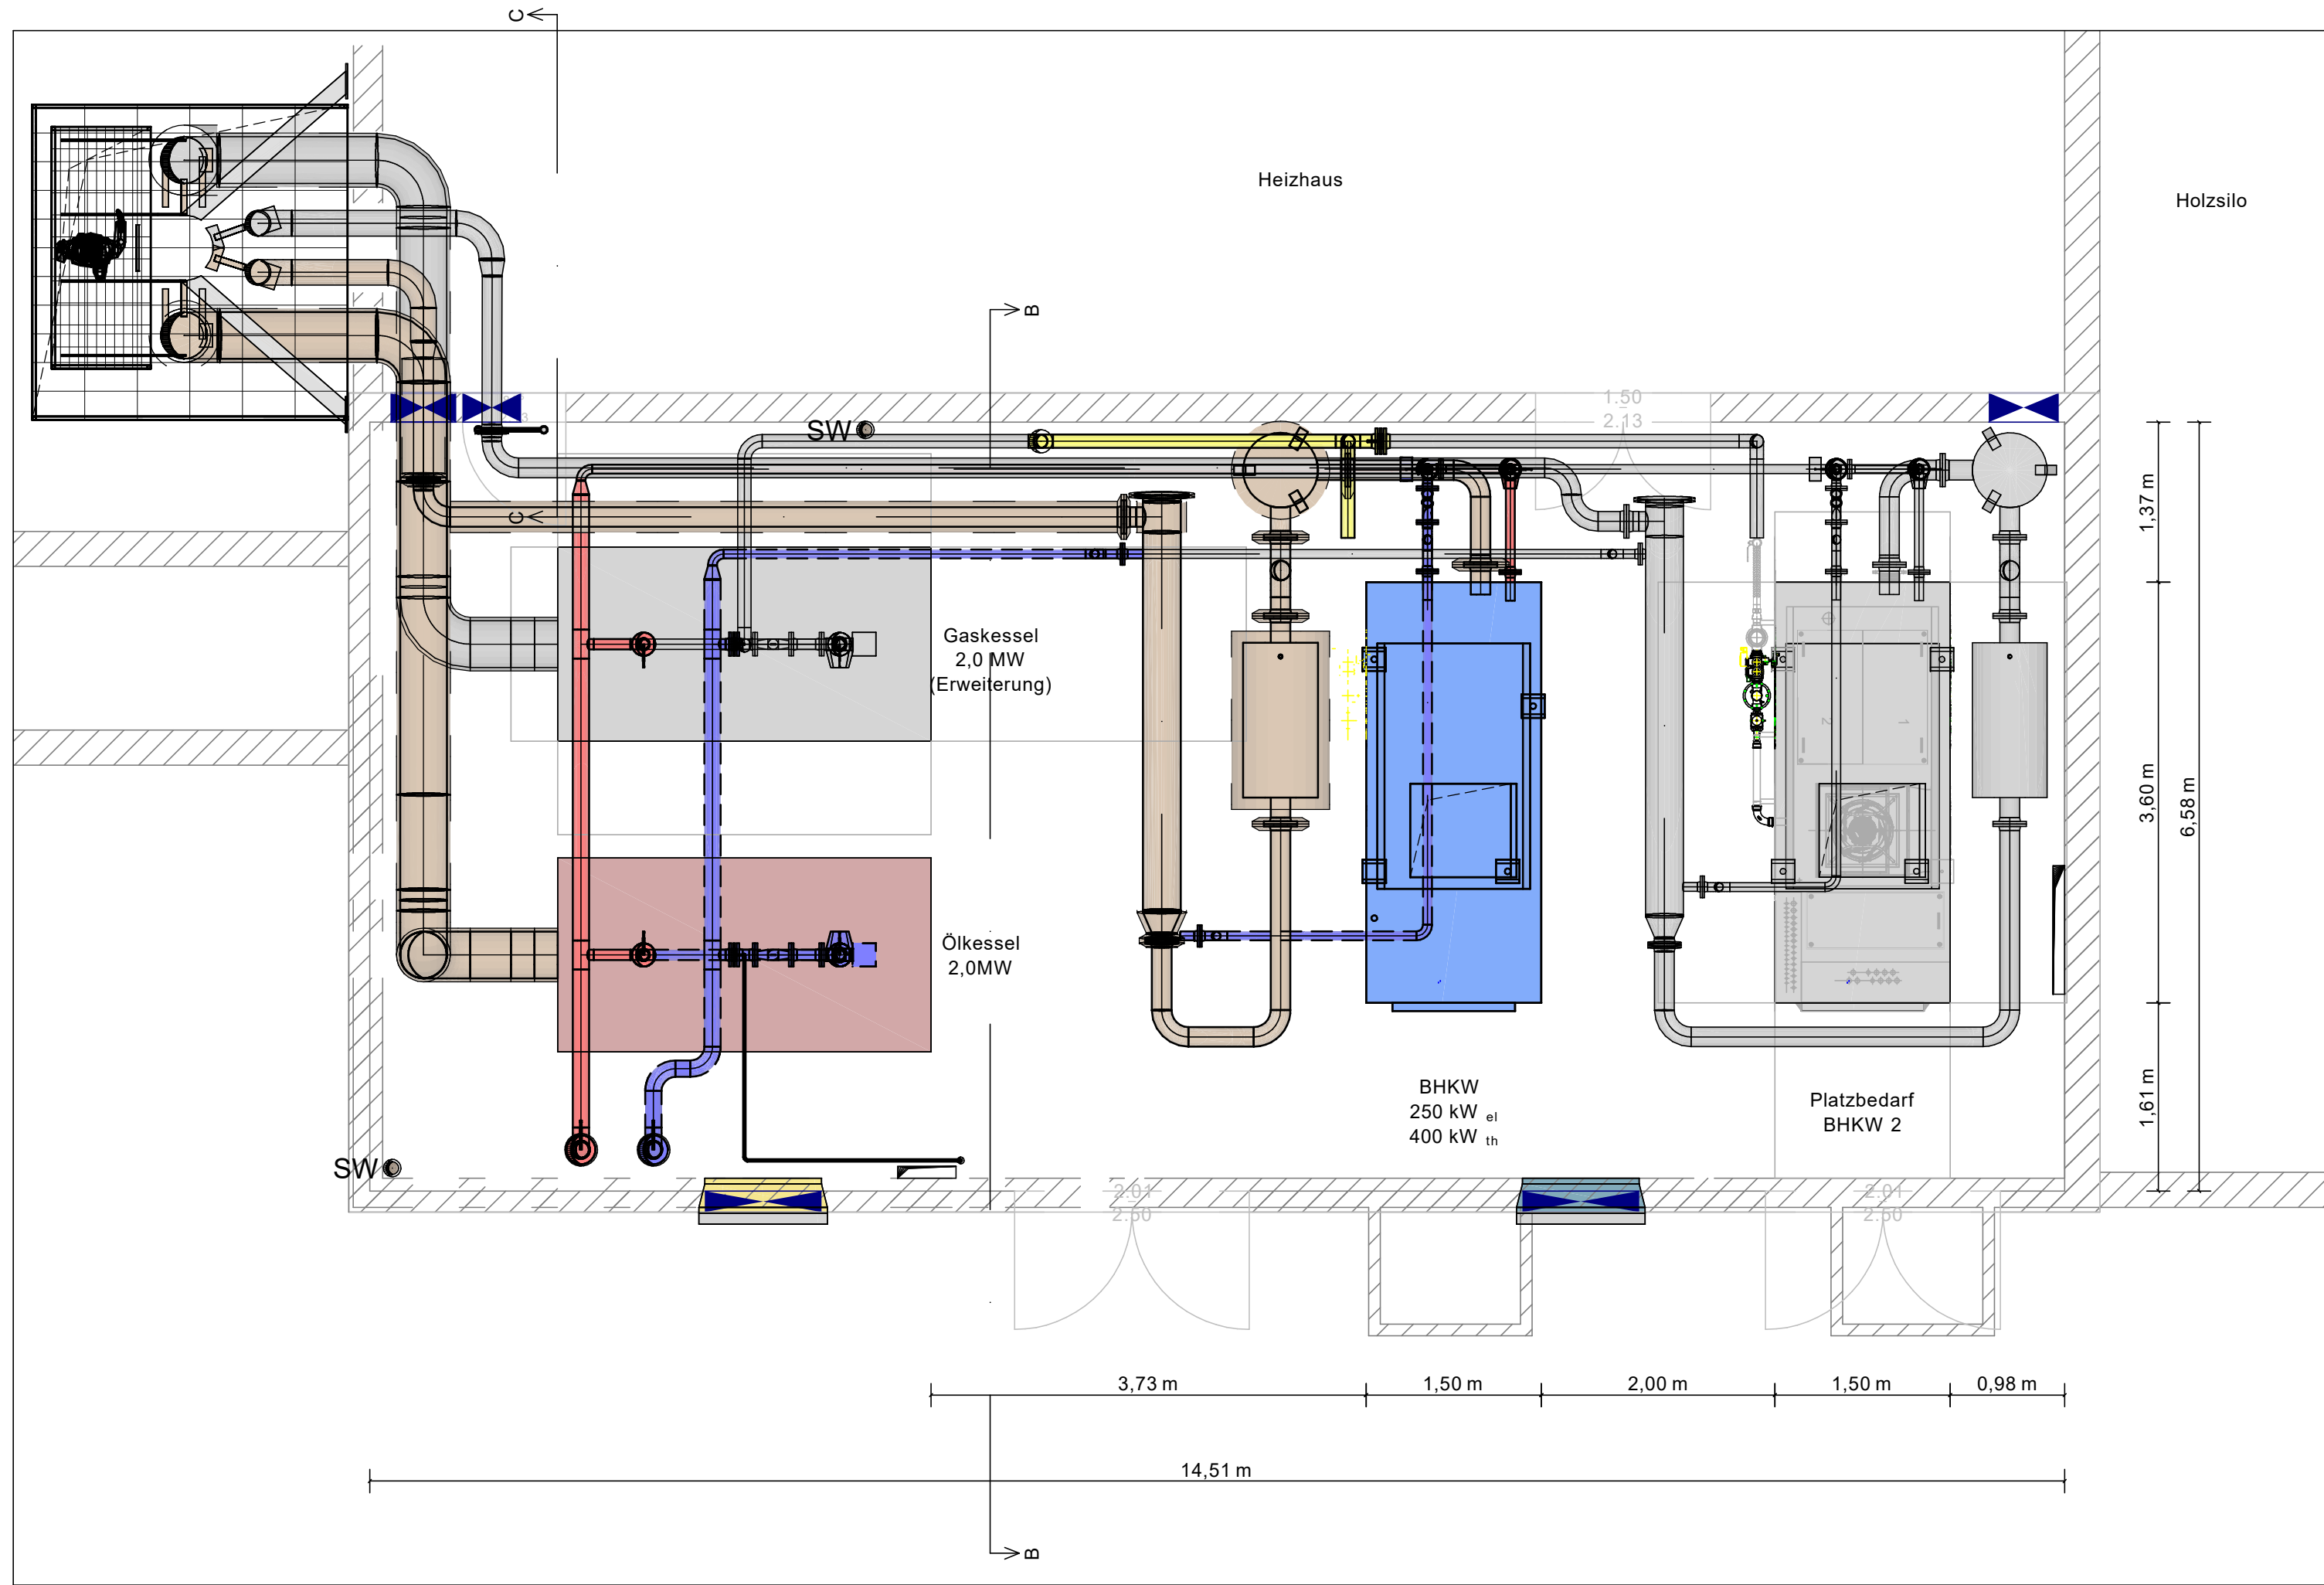 C
Heizhaus
Holzsilo
B
1.50
2.13
SW
C
1,37 m
Gaskessel
2,0 MW
(Erweiterung)
2
1
3,60 m
6,58 m
Ölkessel
2,0MW
BHKW
250 kW el
400 kW th
Platzbedarf
BHKW 2
1,61 m
SW
2.01
2.50
2.01
2.50
3,73 m
1,50 m
2,00 m
1,50 m
0,98 m
14,51 m
B